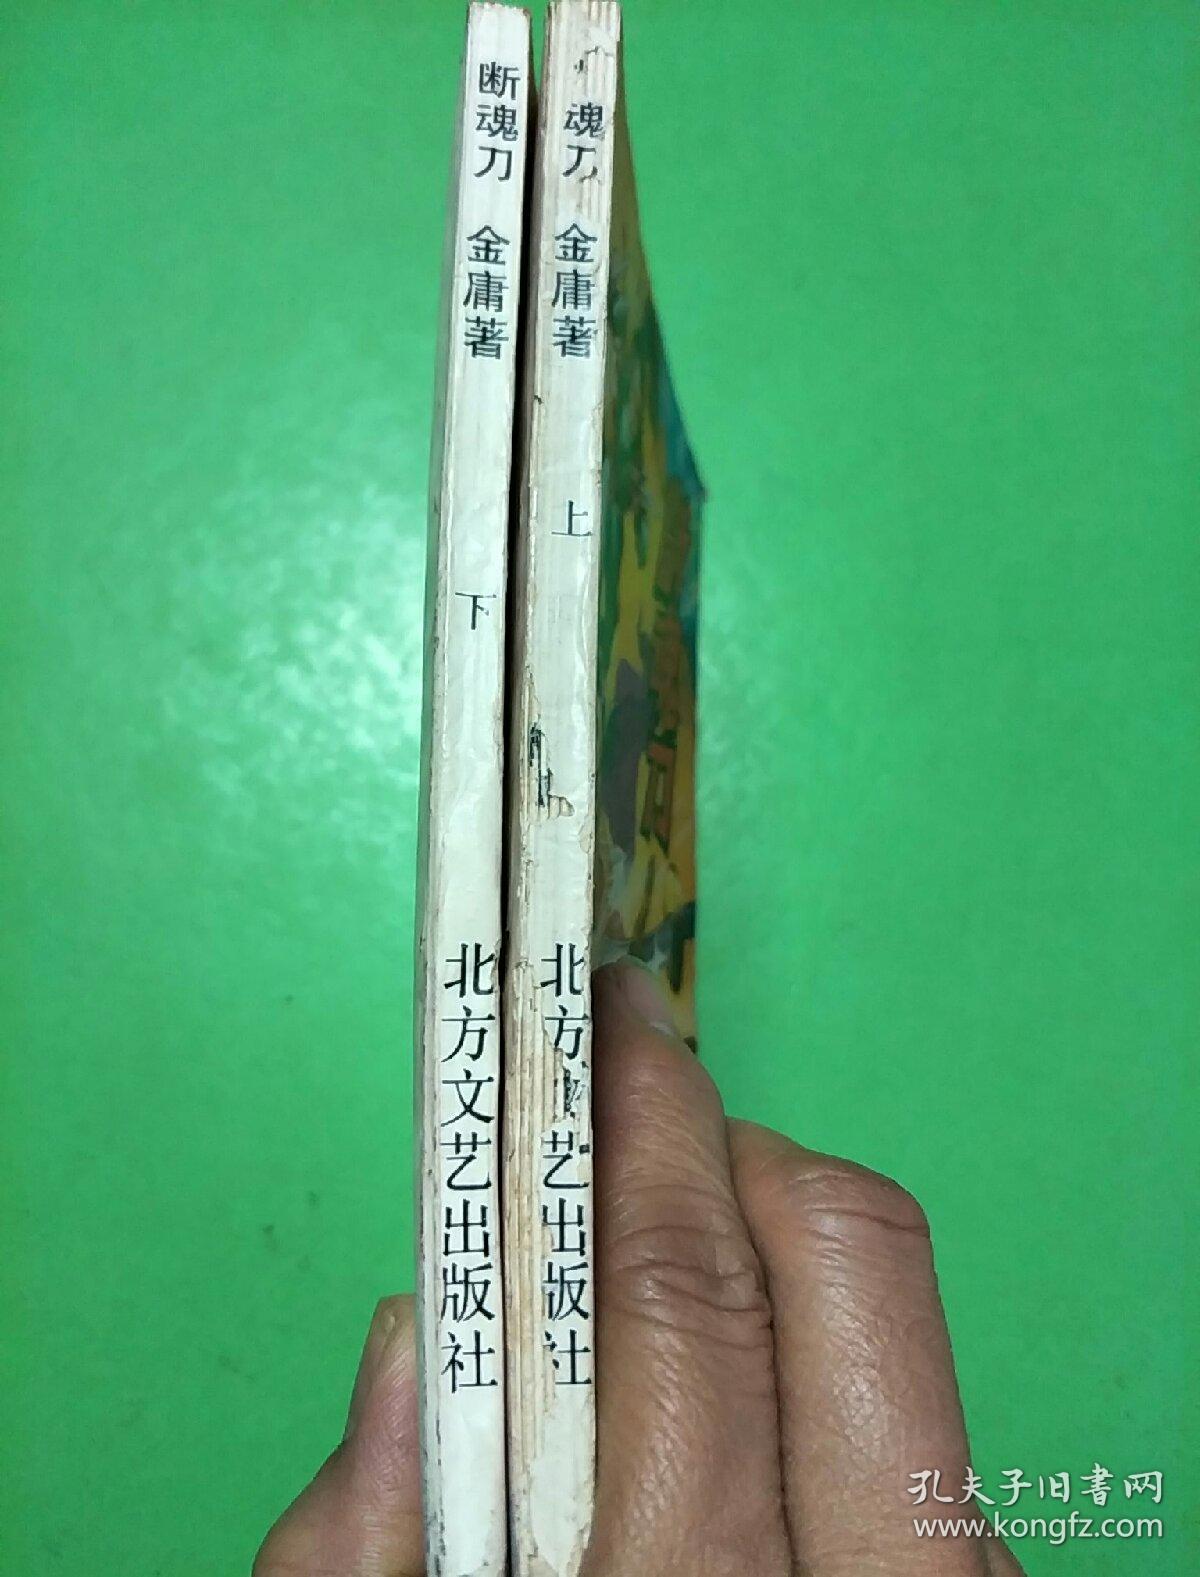 断魂刀 金庸著 下 北方文艺出版社
魂刀 金庸著 上 北方 艺出版社
孔夫子旧書网
www.kongfz.com